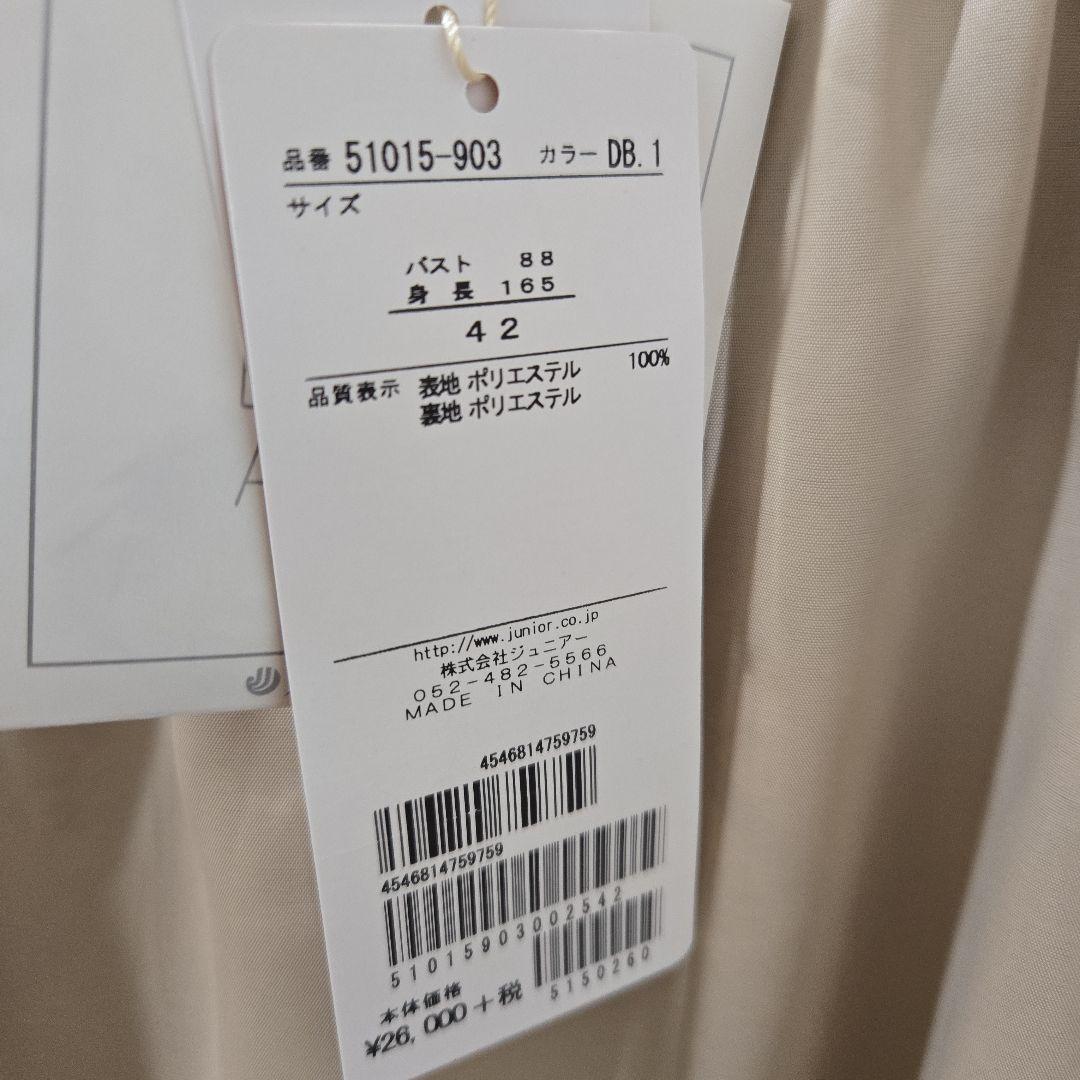 品番 51015-903 カラー DB.1
サイズ
バスト 88
身長 165
42
品質表示 表地 ポリエステル 100%
裏地 ポリエステル
http://www.junior.co.jp
株式会社ジュニアー
052-482-5566
MADE IN CHINA
4546814759759
4546814759759
51015903002542
5150260
本体価格
¥26,000+税